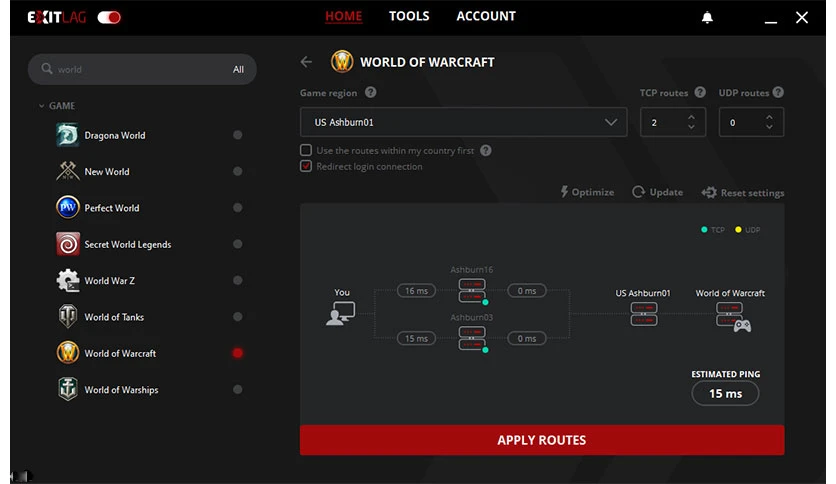 EXITLAG
HOME TOOLS ACCOUNT
world All
GAME
Dragona World
New World
Perfect World
Secret World Legends
World War Z
World of Tanks
World of Warcraft
World of Warships
WORLD OF WARCRAFT
Game region ? TCP routes ? UDP routes ?
US Ashburn01 2 0
Use the routes within my country first ?
Redirect login connection
Optimize Update Reset settings
TCP UDP
Ashburn16
You 16 ms 0 ms US Ashburn01 World of Warcraft
Ashburn03
15 ms 0 ms
ESTIMATED PING
15 ms
APPLY ROUTES